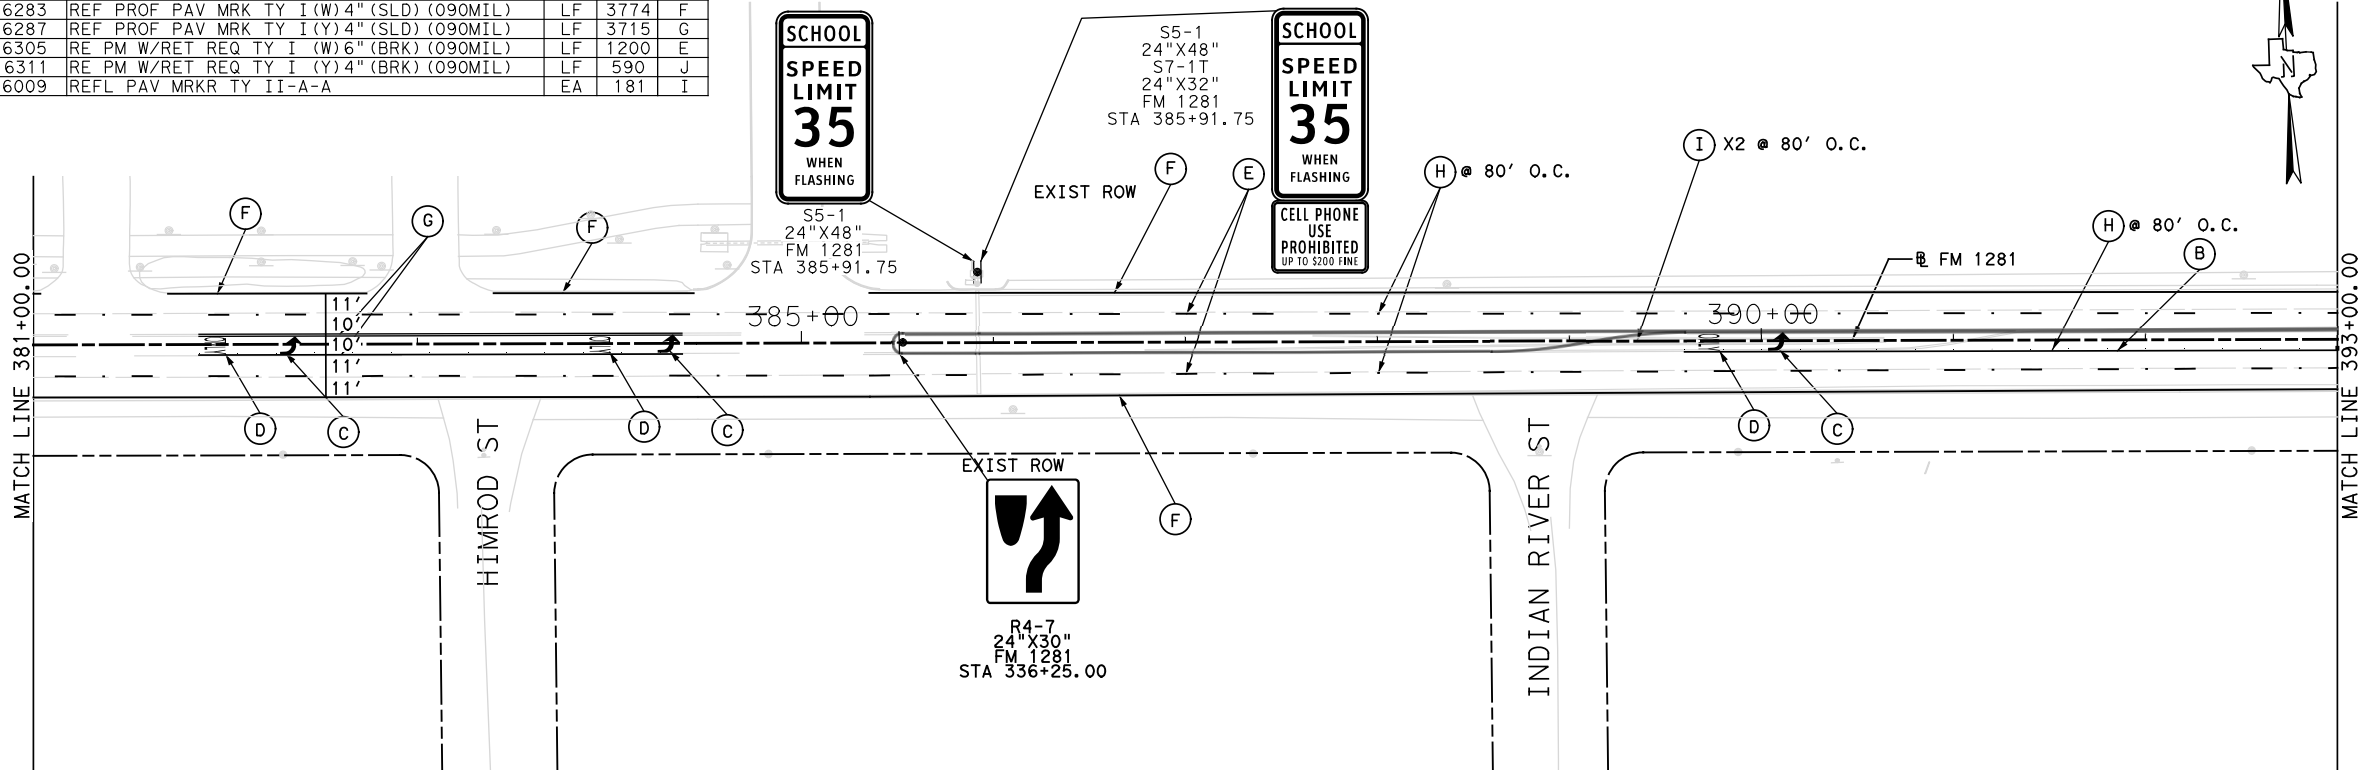 6283 REF PROF PAV MRK TY I(W)4"(SLD)(090MIL) LF 3774 F
6287 REF PROF PAV MRK TY I(Y)4"(SLD)(090MIL) LF 3715 G
6305 RE PM W/RET REQ TY I (W)6"(BRK)(090MIL) LF 1200 E
6311 RE PM W/RET REQ TY I (Y)4"(BRK)(090MIL) LF 590 J
6009 REFL PAV MRKR TY II-A-A EA 181 I
SCHOOL
SPEED
LIMIT
35
WHEN
FLASHING
S5-1
24"X48"
FM 1281
STA 385+91.75
S5-1
24"X48"
S7-1T
24"X32"
FM 1281
STA 385+91.75
SCHOOL
SPEED
LIMIT
35
WHEN
FLASHING
CELL PHONE
USE
PROHIBITED
UP TO $200 FINE
N
EXIST ROW
F
G
F
F
E
H @ 80' O.C.
I X2 @ 80' O.C.
H @ 80' O.C.
B
℄ FM 1281
MATCH LINE 381+00.00
11'
10'
10'
11'
11'
385+00
390+00
MATCH LINE 393+00.00
D
C
D
C
D
C
F
HIMROD ST
EXIST ROW
R4-7
24"X30"
FM 1281
STA 336+25.00
INDIAN RIVER ST